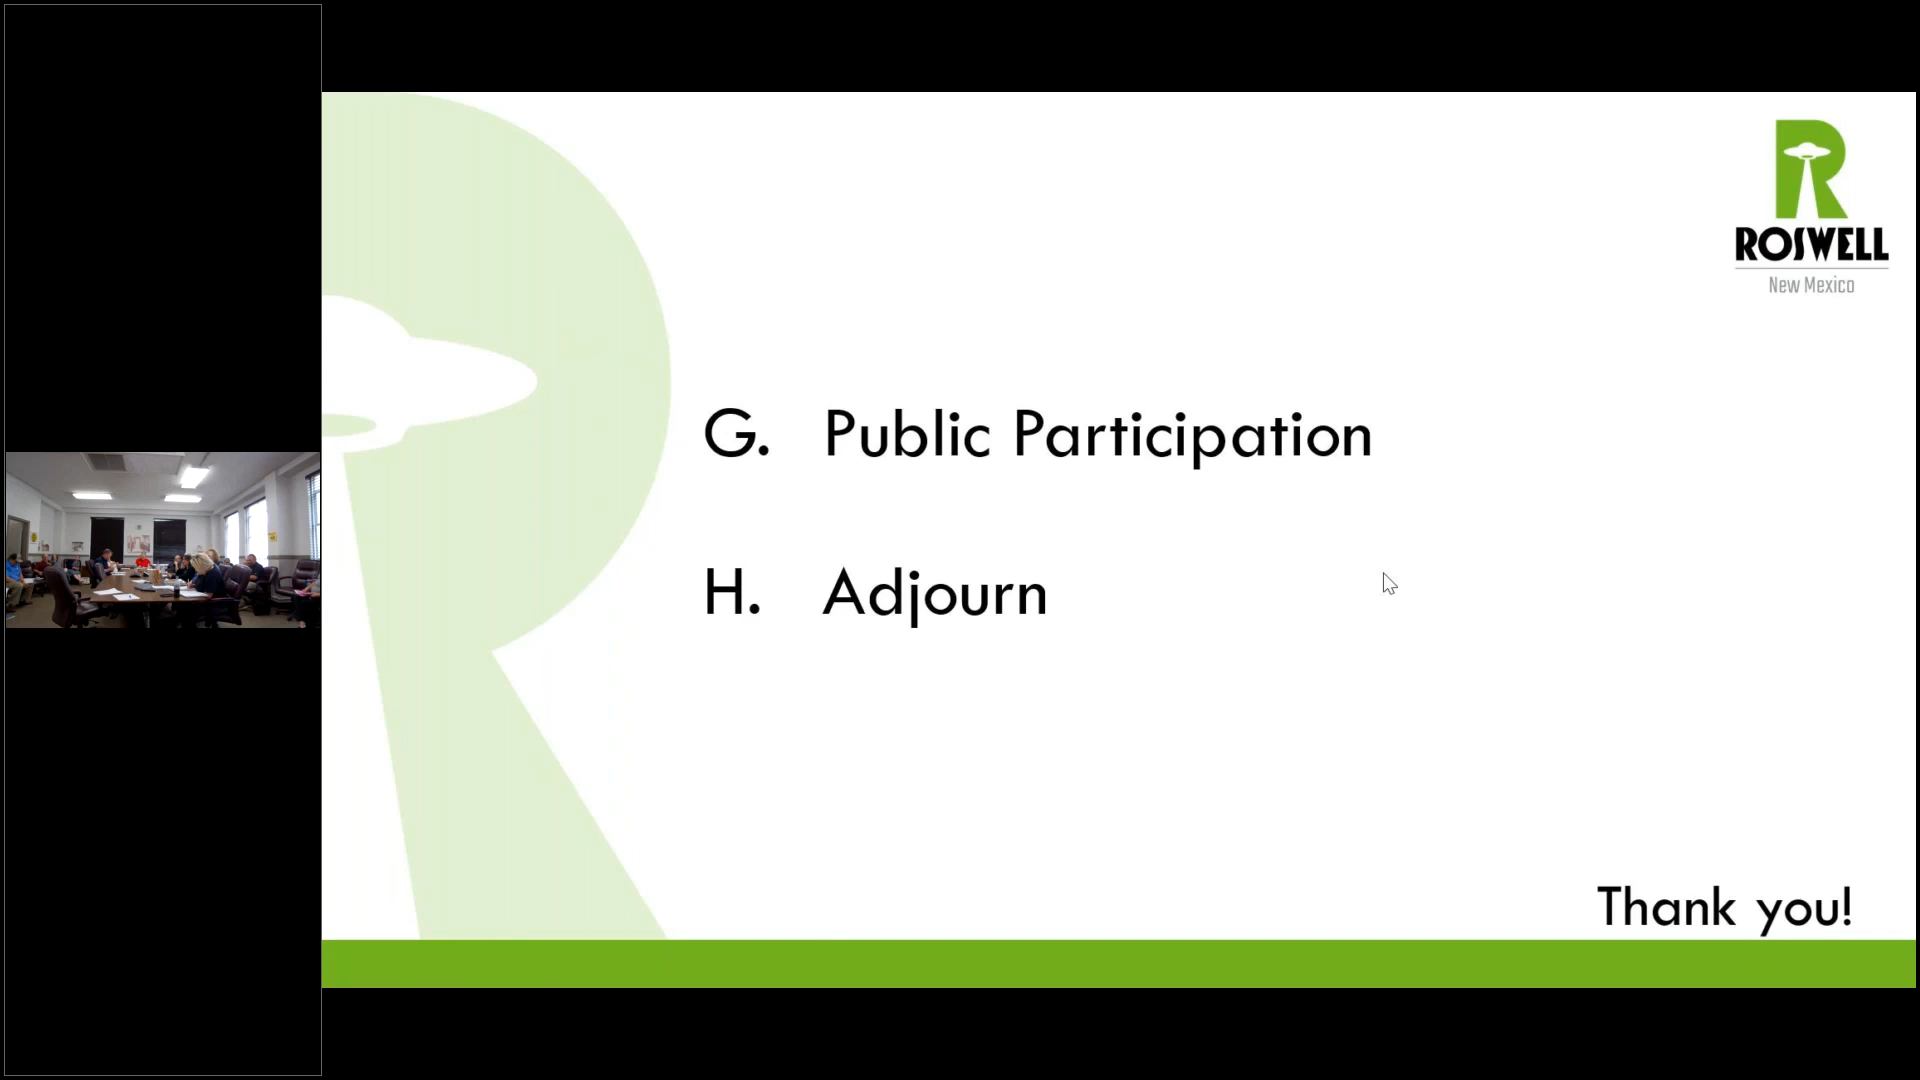 ROSWELL
New Mexico
G. Public Participation
H. Adjourn
Thank you!